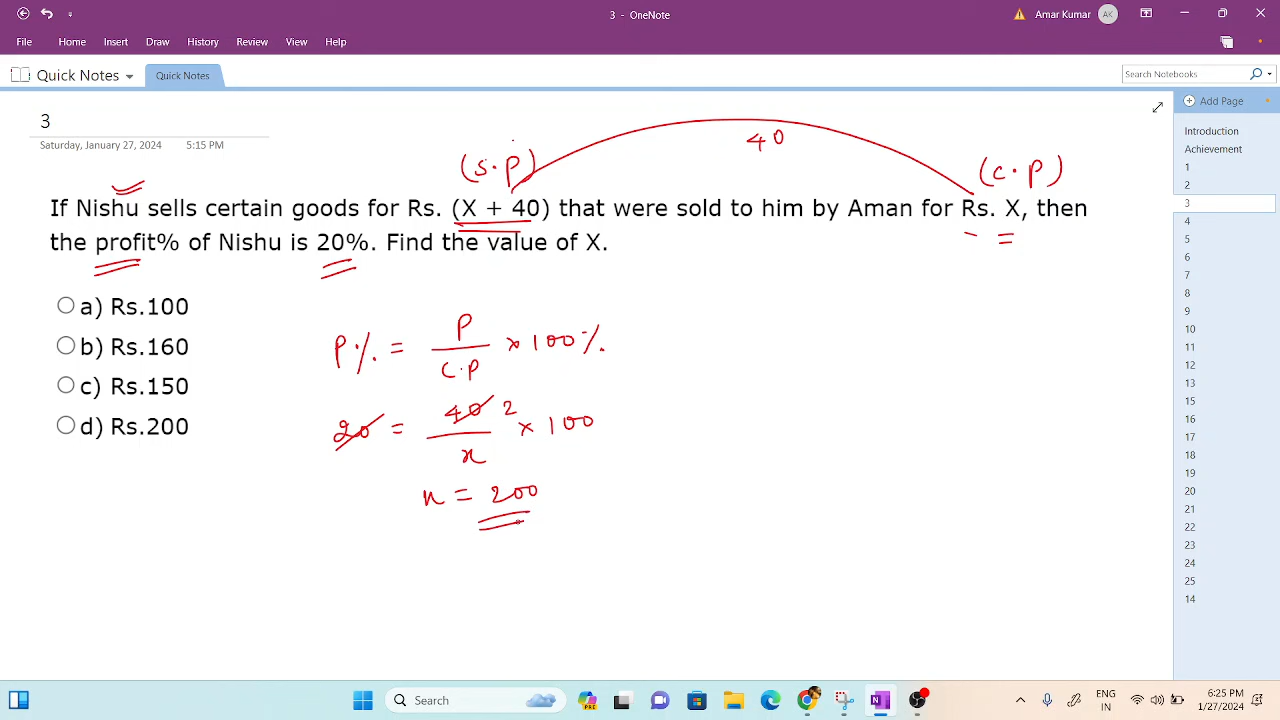 3 - OneNote
Amar Kumar AK
File Home Insert Draw History Review View Help
Quick Notes Quick Notes Search Notebooks
3
Saturday, January 27, 2024 5:15 PM
40
(S.P) (C.P)
If Nishu sells certain goods for Rs. (X + 40) that were sold to him by Aman for Rs. X, then
the profit% of Nishu is 20%. Find the value of X.
a) Rs.100
b) Rs.160
c) Rs.150
d) Rs.200
P% = P/C.P × 100%
20 = 40/x 2 × 100
x = 200
Add Page
Introduction
Achievement
1
2
3
4
5
6
7
8
9
10
11
12
13
15
16
17
18
19
20
21
22
23
24
25
14
Search
PRE
ENG
IN
6:25 PM
1/27/2024